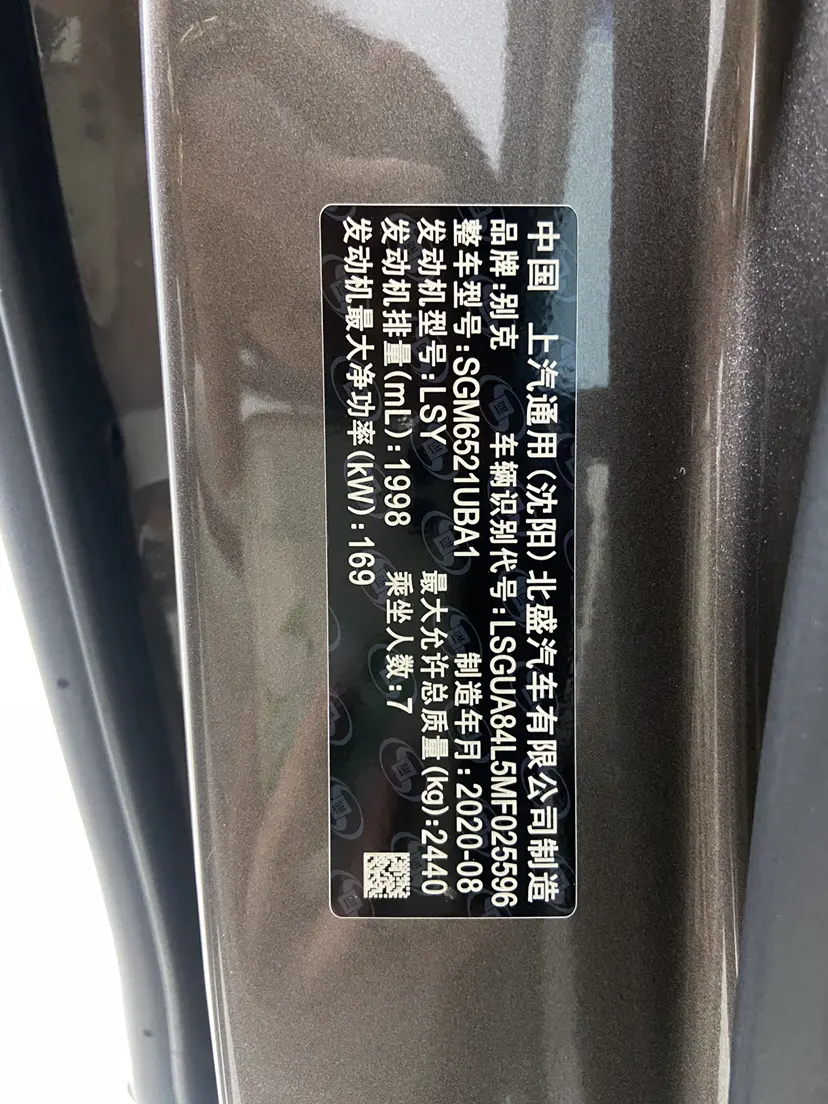 中国 上汽通用(沈阳)北盛汽车有限公司制造
品牌:别克 车辆识别代号:LSGUA84L5MF025596
整车型号:SGM6521UBA1 制造年月:2020-08
发动机型号:LSY 最大允许总质量(kg):2440
发动机排量(mL):1998 乘坐人数:7
发动机最大净功率(kW):169